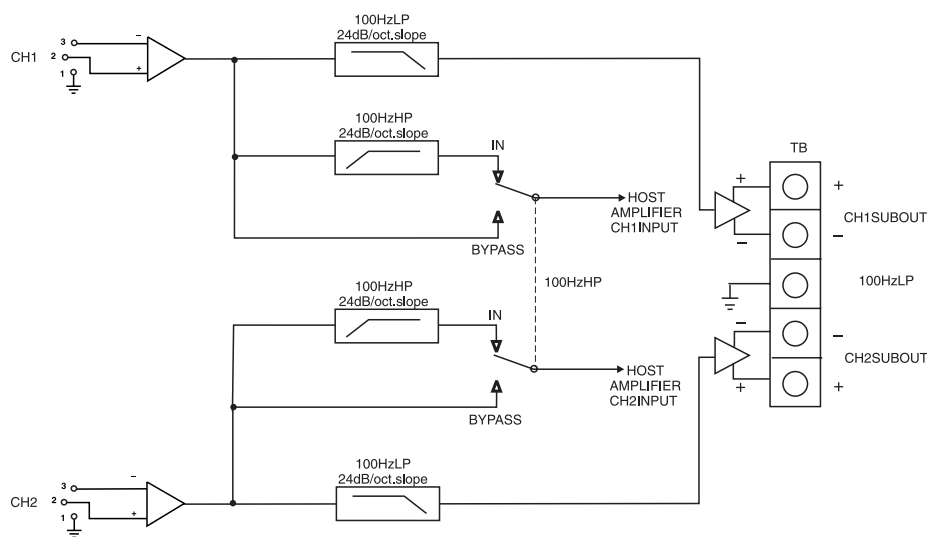 100HzLP
24dB/oct.slope
3
−
CH1
2
1
+
100HzHP
24dB/oct.slope
IN
TB
HOST
AMPLIFIER
CH1INPUT
+
+
CH1SUBOUT
−
−
BYPASS
100HzHP
100HzLP
100HzHP
24dB/oct.slope
IN
HOST
AMPLIFIER
CH2INPUT
−
−
CH2SUBOUT
+
+
BYPASS
100HzLP
24dB/oct.slope
3
−
CH2
2
1
+